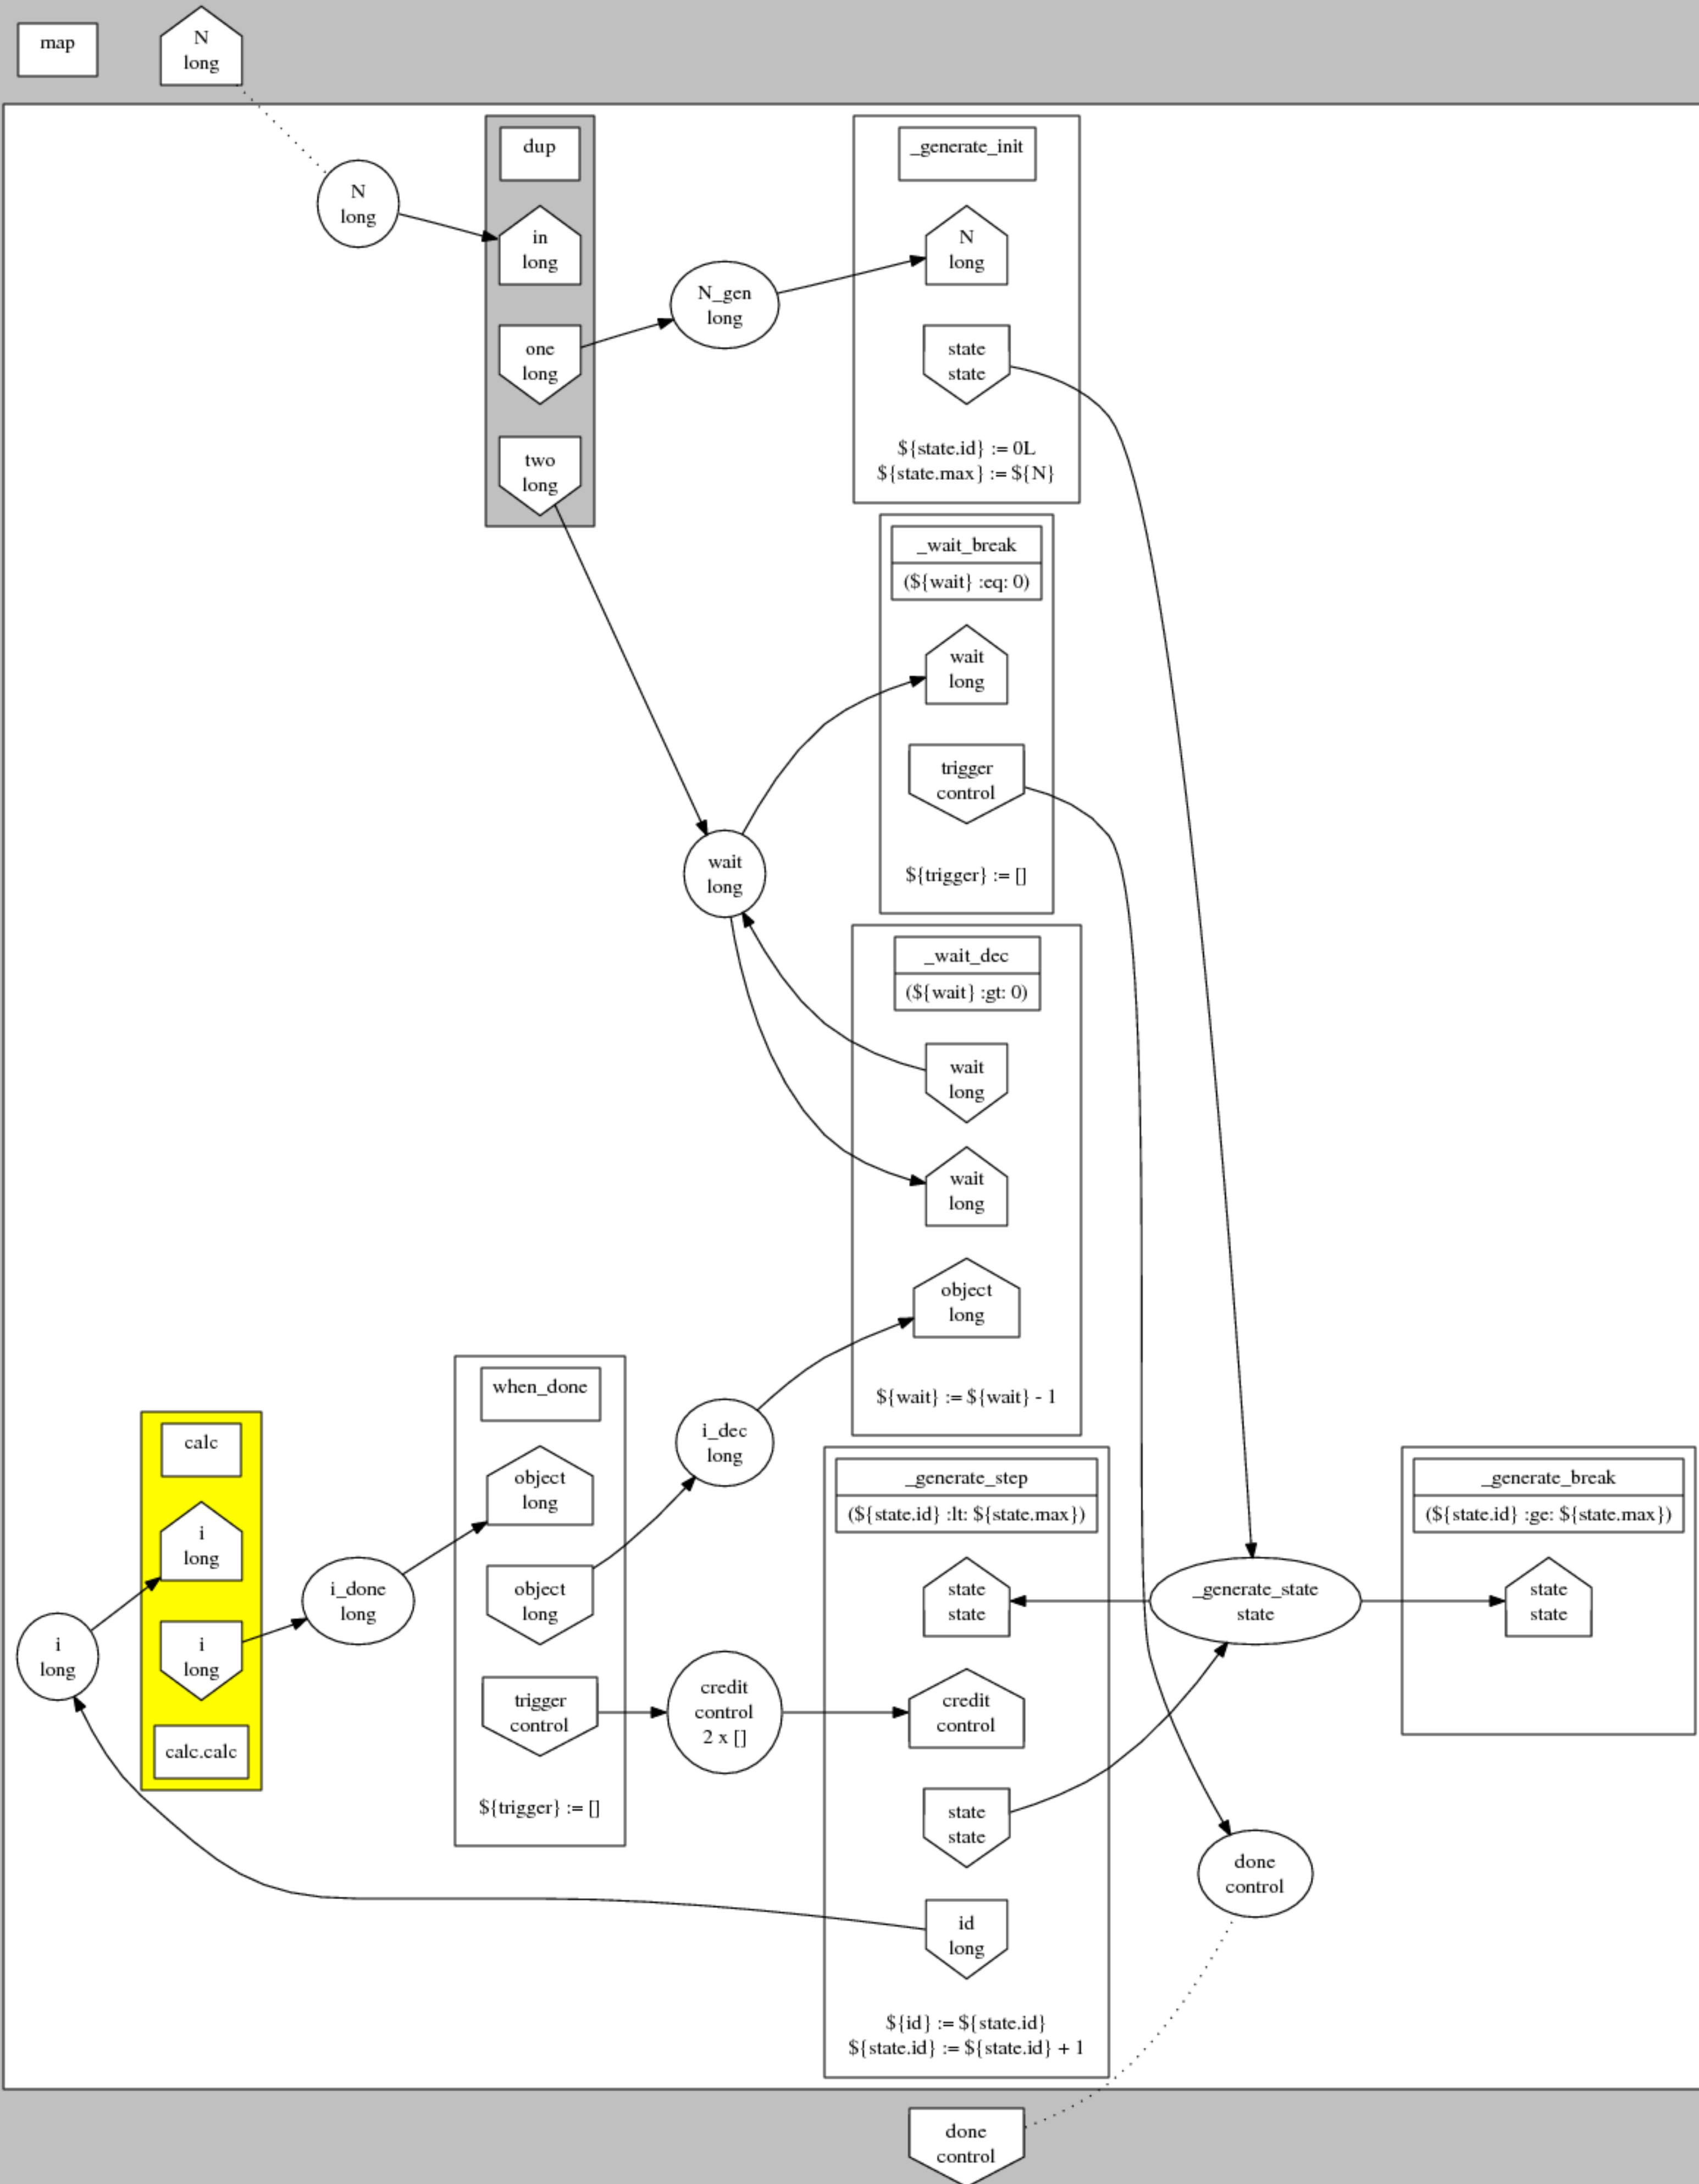 map
N
long
N
long
dup
in
long
one
long
two
long
N_gen
long
_generate_init
N
long
state
state
${state.id} := 0L
${state.max} := ${N}
_wait_break
(${wait} :eq: 0)
wait
long
trigger
control
${trigger} := []
wait
long
_wait_dec
(${wait} :gt: 0)
wait
long
wait
long
object
long
${wait} := ${wait} - 1
i
long
calc
i
long
i
long
calc.calc
i_done
long
when_done
object
long
object
long
trigger
control
${trigger} := []
i_dec
long
credit
control
2 x []
_generate_step
(${state.id} :lt: ${state.max})
state
state
credit
control
state
state
id
long
${id} := ${state.id}
${state.id} := ${state.id} + 1
_generate_state
state
_generate_break
(${state.id} :ge: ${state.max})
state
state
done
control
done
control